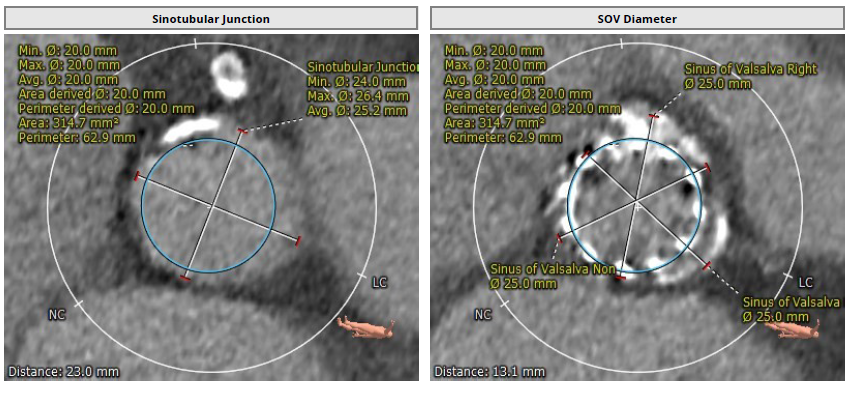 Sinotubular Junction
Min. Ø: 20.0 mm
Max. Ø: 20.0 mm
Avg. Ø: 20.0 mm
Area derived Ø: 20.0 mm
Perimeter derived Ø: 20.0 mm
Area: 314.7 mm²
Perimeter: 62.9 mm
Sinotubular Junctio
Min. Ø: 24.0 mm
Max. Ø: 26.4 mm
Avg. Ø: 25.2 mm
LC
NC
Distance: 23.0 mm
SOV Diameter
Min. Ø: 20.0 mm
Max. Ø: 20.0 mm
Avg. Ø: 20.0 mm
Area derived Ø: 20.0 mm
Perimeter derived Ø: 20.0 mm
Area: 314.7 mm²
Perimeter: 62.9 mm
Sinus of Valsalva Right
Ø 25.0 mm
Sinus of Valsalva Non
Ø 25.0 mm
LC
Sinus of Valsalva
Ø 25.0 mm
NC
Distance: 13.1 mm